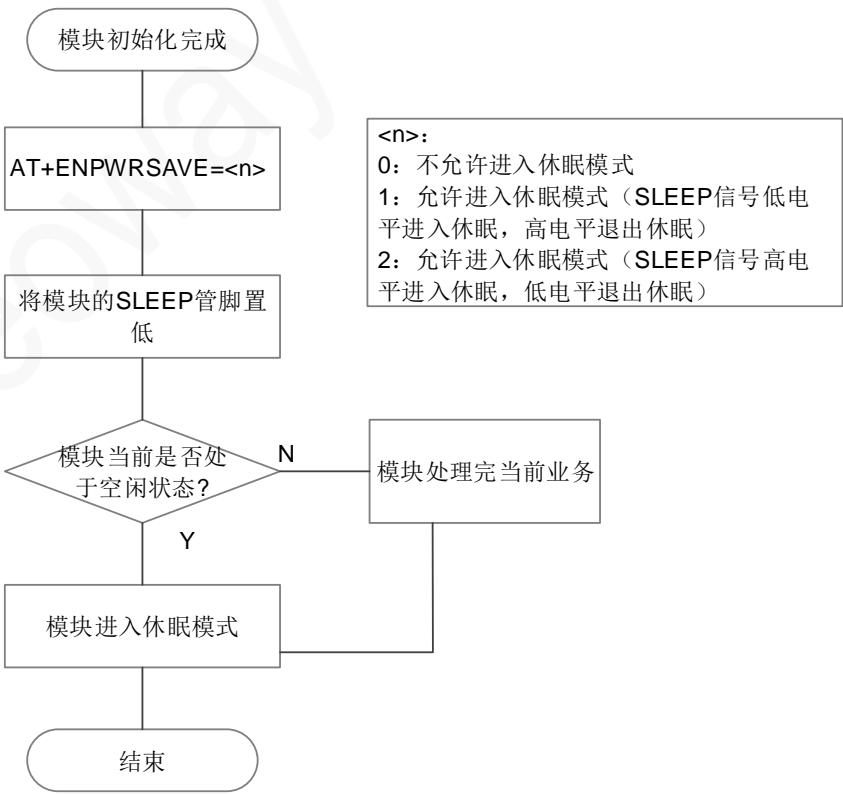 模块初始化完成
AT+ENPWRSAVE=<n>
<n>：
0：不允许进入休眠模式
1：允许进入休眠模式（SLEEP信号低电
平进入休眠，高电平退出休眠）
2：允许进入休眠模式（SLEEP信号高电
平进入休眠，低电平退出休眠）
将模块的SLEEP管脚置
低
模块当前是否处
于空闲状态?
N
模块处理完当前业务
Y
模块进入休眠模式
结束